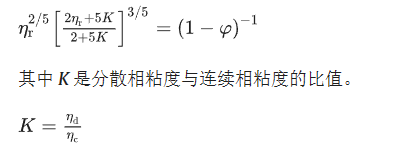 η_r^{2/5} [ (2η_r+5K) / (2+5K) ]^{3/5} = (1 − φ)^{−1}
其中 K 是分散相粘度与连续相粘度的比值。
K = η_d / η_c